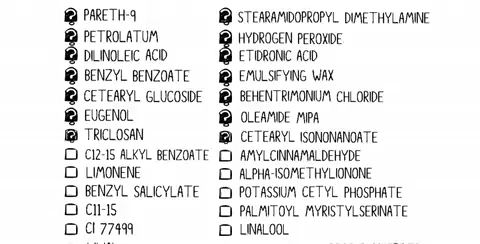 PARETH-9
PETROLATUM
DILINOLEIC ACID
BENZYL BENZOATE
CETEARYL GLUCOSIDE
EUGENOL
TRICLOSAN
C12-15 ALKYL BENZOATE
LIMONENE
BENZYL SALICYLATE
C11-15
CI 77499
STEARAMIDOPROPYL DIMETHYLAMINE
HYDROGEN PEROXIDE
ETIDRONIC ACID
EMULSIFYING WAX
BEHENTRIMONIUM CHLORIDE
OLEAMIDE MIPA
CETEARYL ISONONANOATE
AMYLCINNAMALDEHYDE
ALPHA-ISOMETHYLIONONE
POTASSIUM CETYL PHOSPHATE
PALMITOYL MYRISTYLSERINATE
LINALOOL